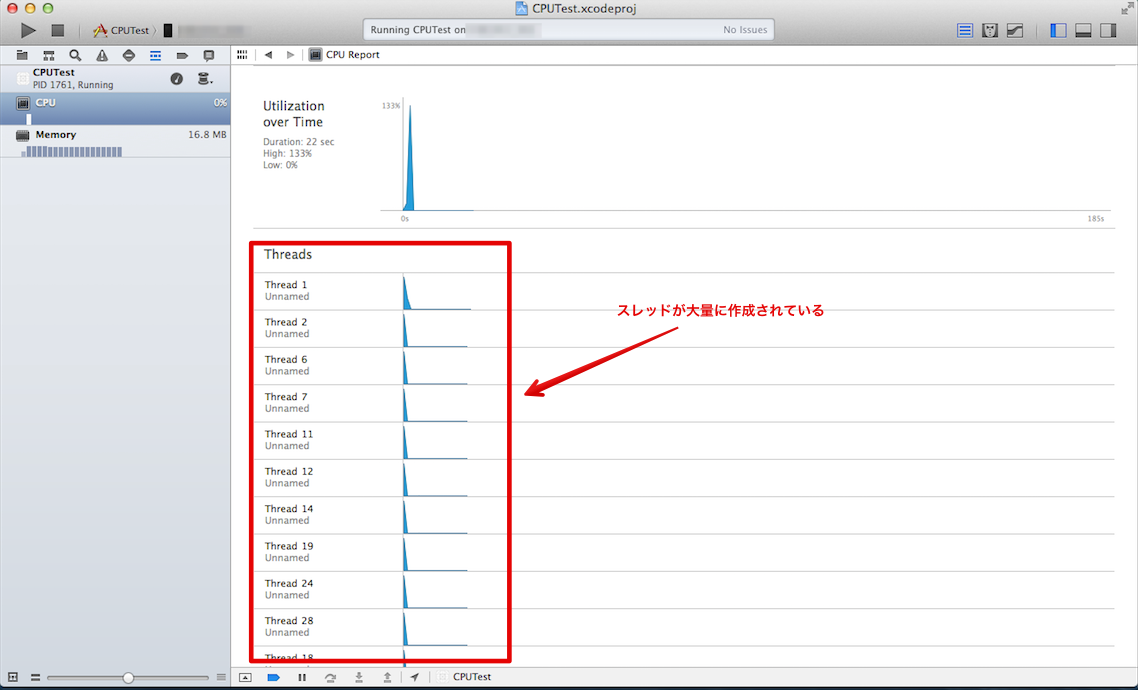 CPUTest.xcodeproj
CPUTest
Running CPUTest on
No Issues
CPU Report
CPUTest
PID 1761, Running
CPU
0%
Memory
16.8 MB
Utilization
over Time
Duration: 22 sec
High: 133%
Low: 0%
133%
0s
185s
Threads
Thread 1
Unnamed
Thread 2
Unnamed
Thread 6
Unnamed
Thread 7
Unnamed
Thread 11
Unnamed
Thread 12
Unnamed
Thread 14
Unnamed
Thread 19
Unnamed
Thread 24
Unnamed
Thread 28
Unnamed
Thread 18
スレッドが大量に作成されている
CPUTest